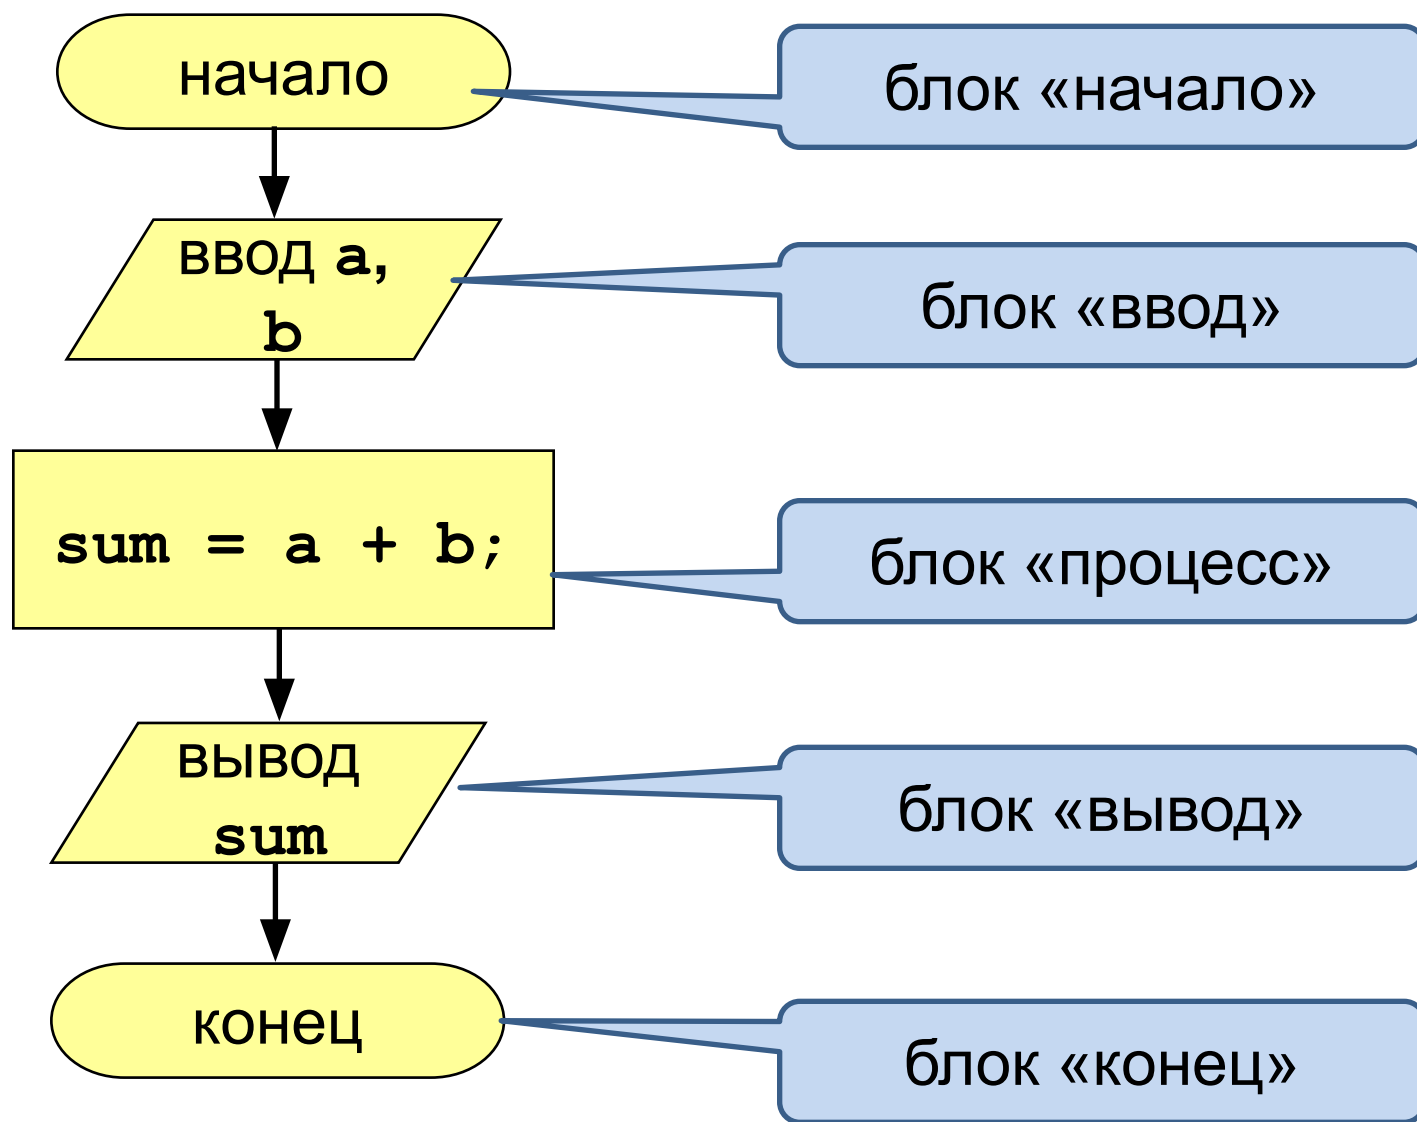 начало
блок «начало»
ввод a,
b
блок «ввод»
sum = a + b;
блок «процесс»
вывод
sum
блок «вывод»
конец
блок «конец»